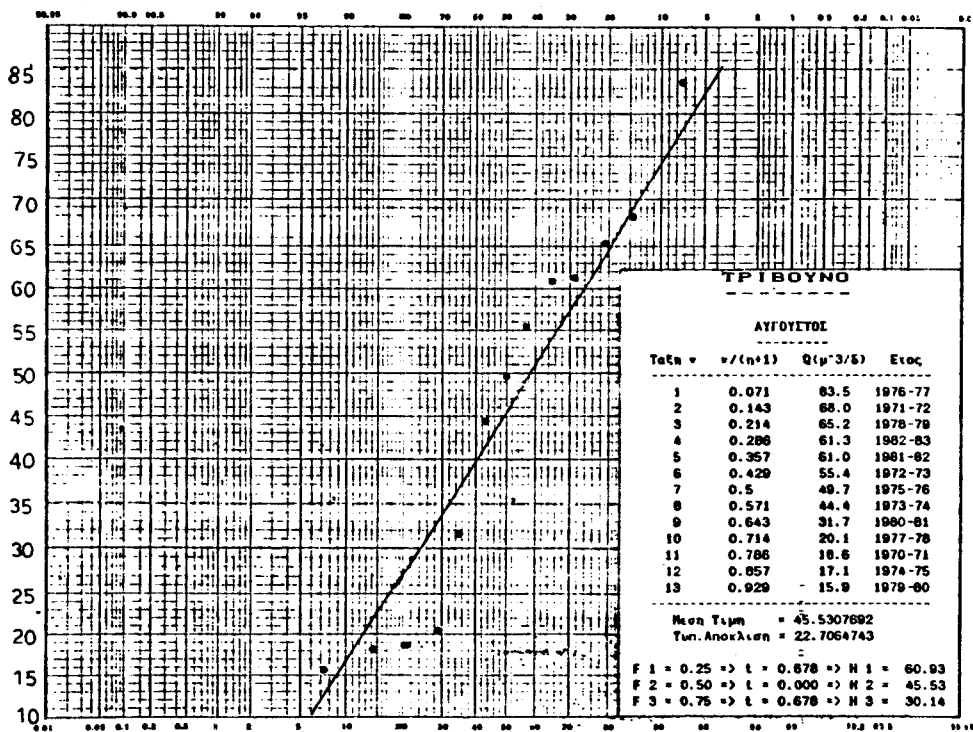 85
80
75
70
65
60
55
50
45
40
35
30
25
20
15
10
ΤΡΙΒΟΥΝΟ
ΑΥΓΟΥΣΤΟΣ
Ταξη ν ν/(η+1) Q(μ^3/δ) Ετος
1 0.071 83.5 1976-77
2 0.143 68.0 1971-72
3 0.214 65.2 1978-79
4 0.286 61.3 1982-83
5 0.357 61.0 1981-82
6 0.429 55.4 1972-73
7 0.5 49.7 1975-76
8 0.571 44.4 1973-74
9 0.643 31.7 1980-81
10 0.714 20.1 1977-78
11 0.786 18.6 1970-71
12 0.857 17.1 1974-75
13 0.929 15.9 1979-80
Μεση Τιμη = 45.5307692
Τυπ.Αποκλιση = 22.7064743
F 1 = 0.25 => t = 0.678 => H 1 = 60.93
F 2 = 0.50 => t = 0.000 => H 2 = 45.53
F 3 = 0.75 => t = 0.678 => H 3 = 30.14